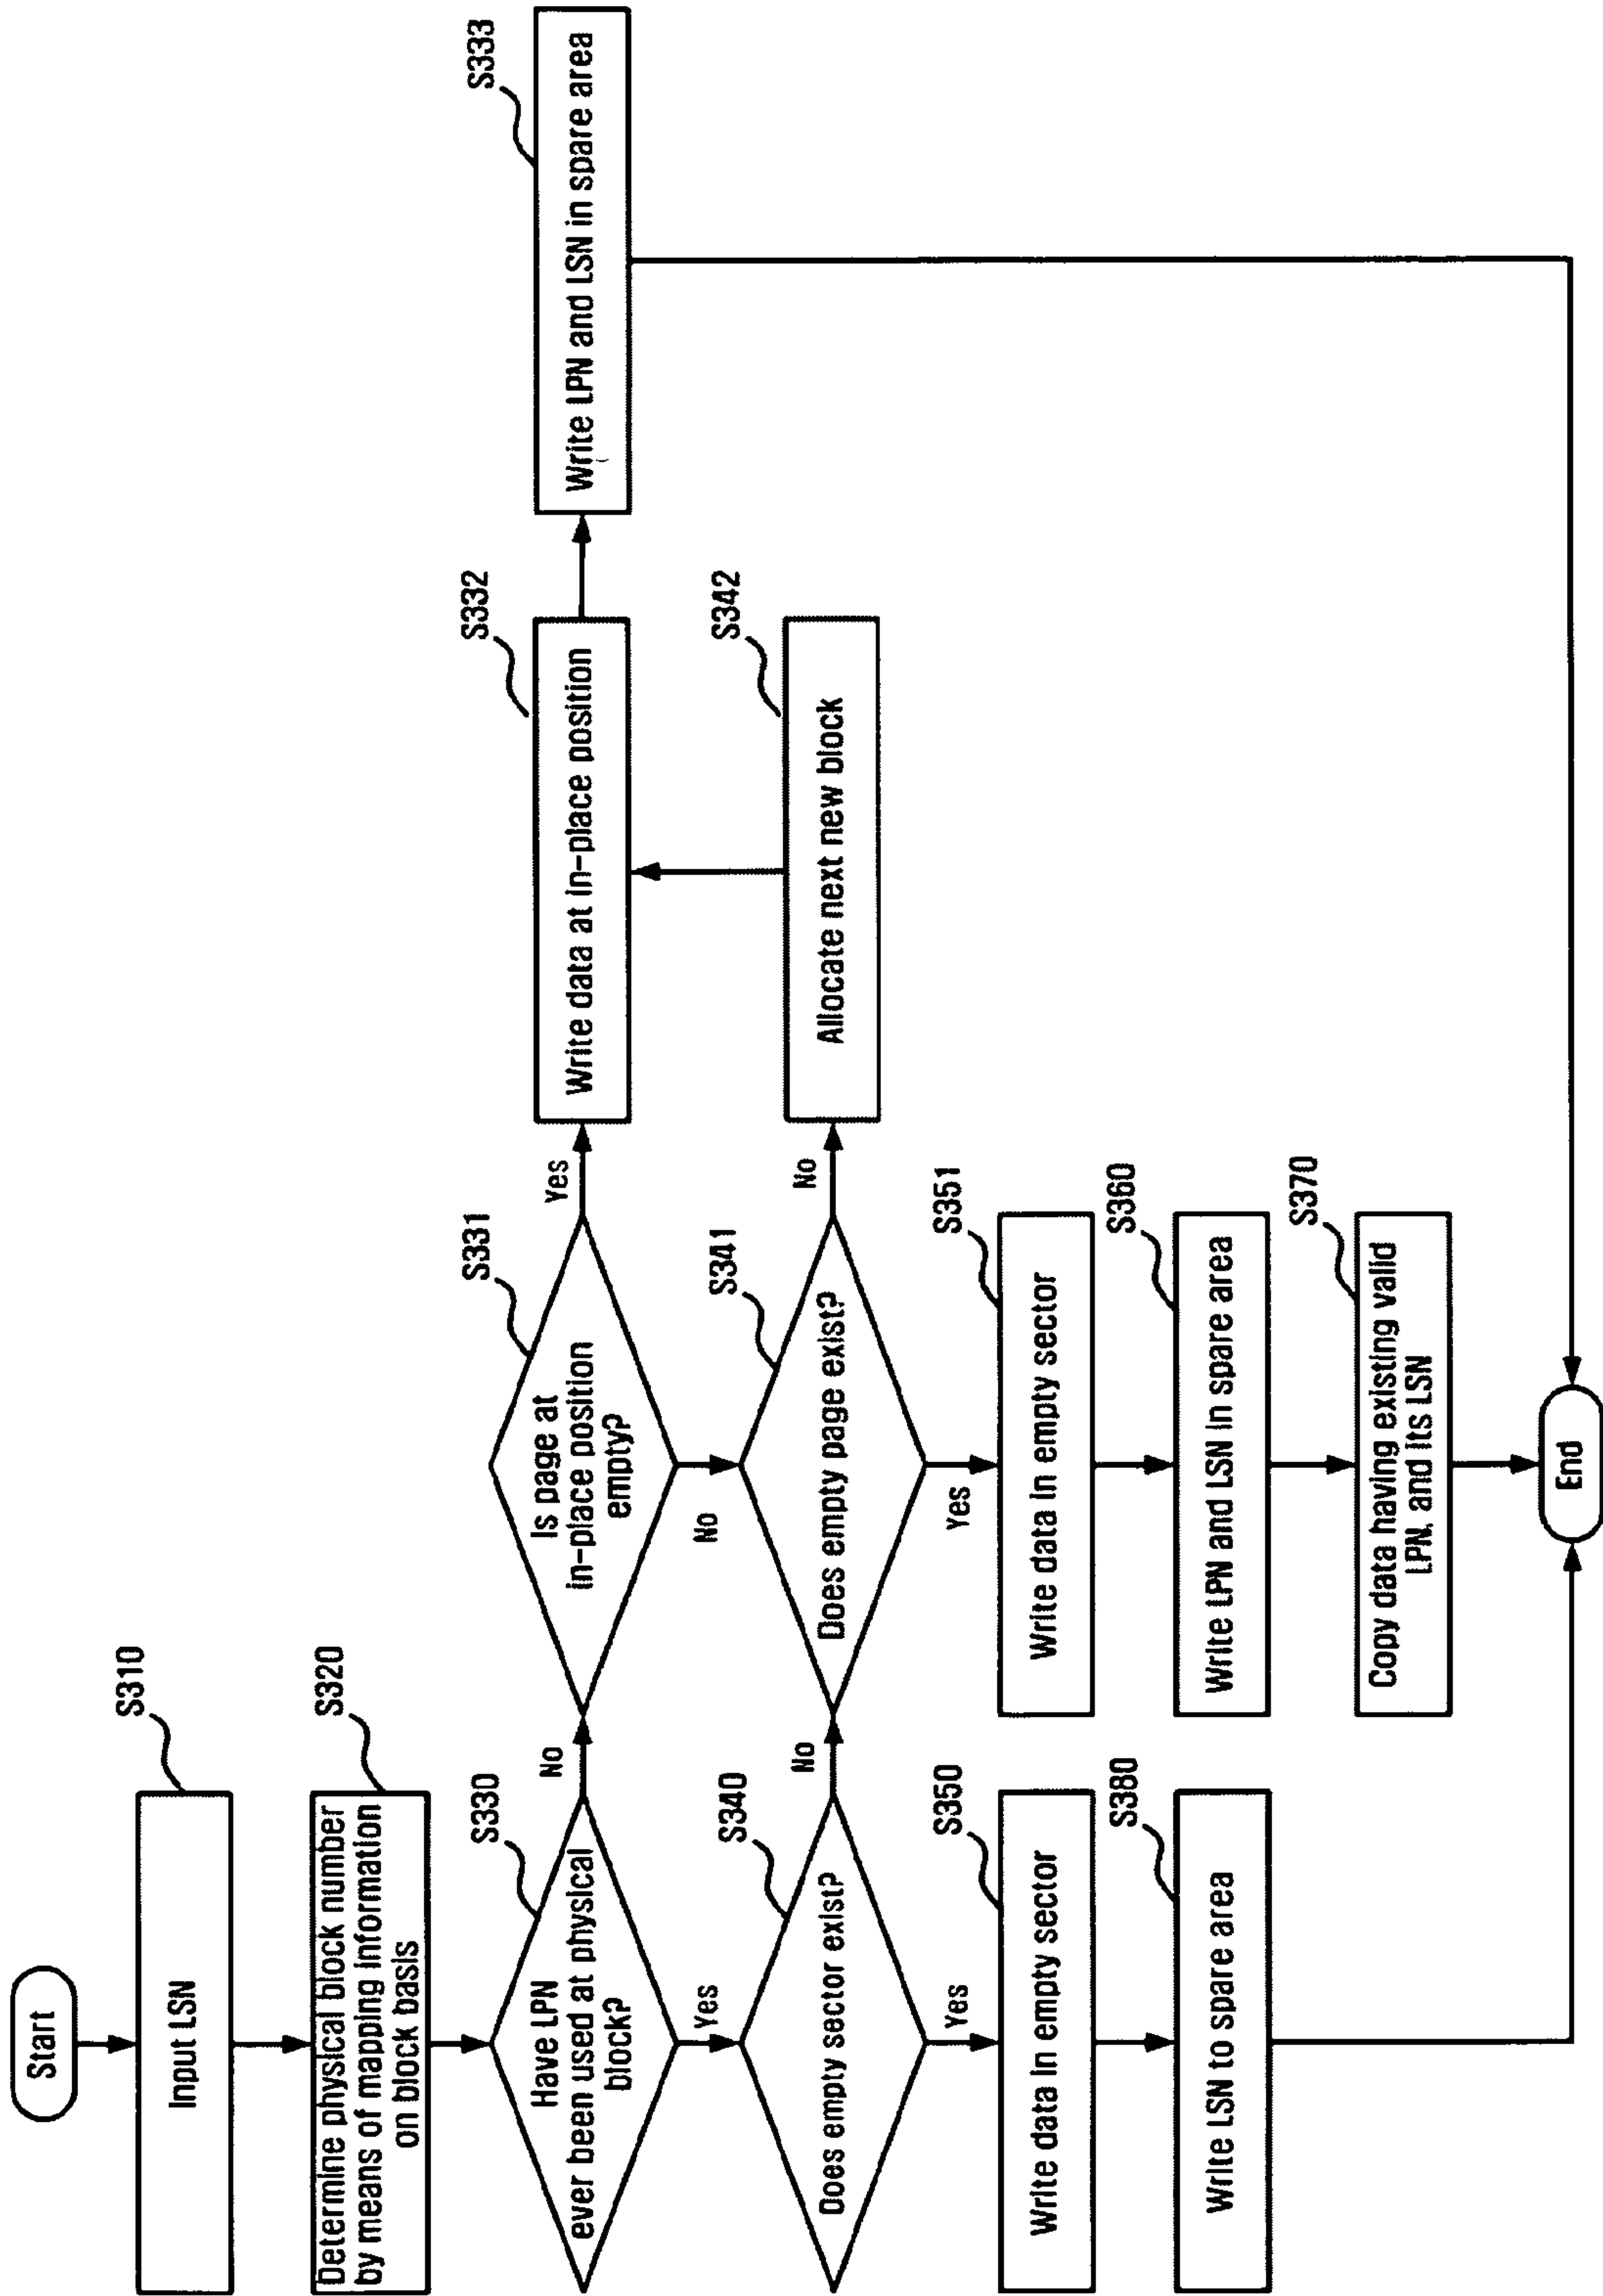 Start
S310
Input LSN
S320
Determine physical block number
by means of mapping information
on block basis
S330
Have LPN
ever been used at physical
block?
No
Yes
S331
Is page at
in-place position
empty?
Yes
No
S332
Write data at in-place position
S333
Write LPN and LSN in spare area
S340
Does empty sector exist?
No
Yes
S341
Does empty page exist?
No
Yes
S342
Allocate next new block
S350
Write data in empty sector
S351
Write data in empty sector
S380
Write LSN to spare area
S360
Write LPN and LSN in spare area
S370
Copy data having existing valid
LPN, and its LSN
End